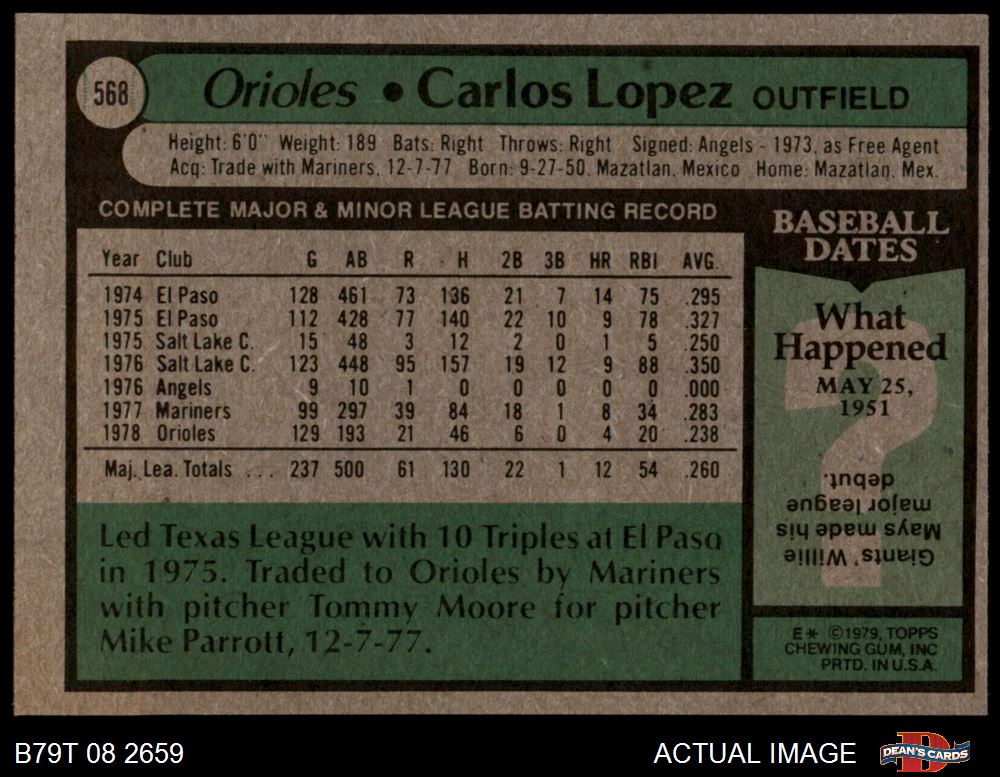 568
Orioles • Carlos Lopez OUTFIELD
Height: 6'0" Weight: 189 Bats: Right Throws: Right Signed: Angels - 1973, as Free Agent
Acq: Trade with Mariners, 12-7-77 Born: 9-27-50, Mazatlan, Mexico Home: Mazatlan, Mex.
COMPLETE MAJOR & MINOR LEAGUE BATTING RECORD
Year Club G AB R H 2B 3B HR RBI AVG.
1974 El Paso 128 461 73 136 21 7 14 75 .295
1975 El Paso 112 428 77 140 22 10 9 78 .327
1975 Salt Lake C. 15 48 3 12 2 0 1 5 .250
1976 Salt Lake C. 123 448 95 157 19 12 9 88 .350
1976 Angels 9 10 1 0 0 0 0 0 .000
1977 Mariners 99 297 39 84 18 1 8 34 .283
1978 Orioles 129 193 21 46 6 0 4 20 .238
Maj. Lea. Totals ... 237 500 61 130 22 1 12 54 .260
Led Texas League with 10 Triples at El Paso
in 1975. Traded to Orioles by Mariners
with pitcher Tommy Moore for pitcher
Mike Parrott, 12-7-77.
BASEBALL
DATES
What
Happened
MAY 25,
1951
?
Giants' Willie
Mays made his
major league
debut.
E* ©1979, TOPPS
CHEWING GUM, INC
PRTD. IN U.S.A.
B79T 08 2659
ACTUAL IMAGE
DEAN'S CARDS